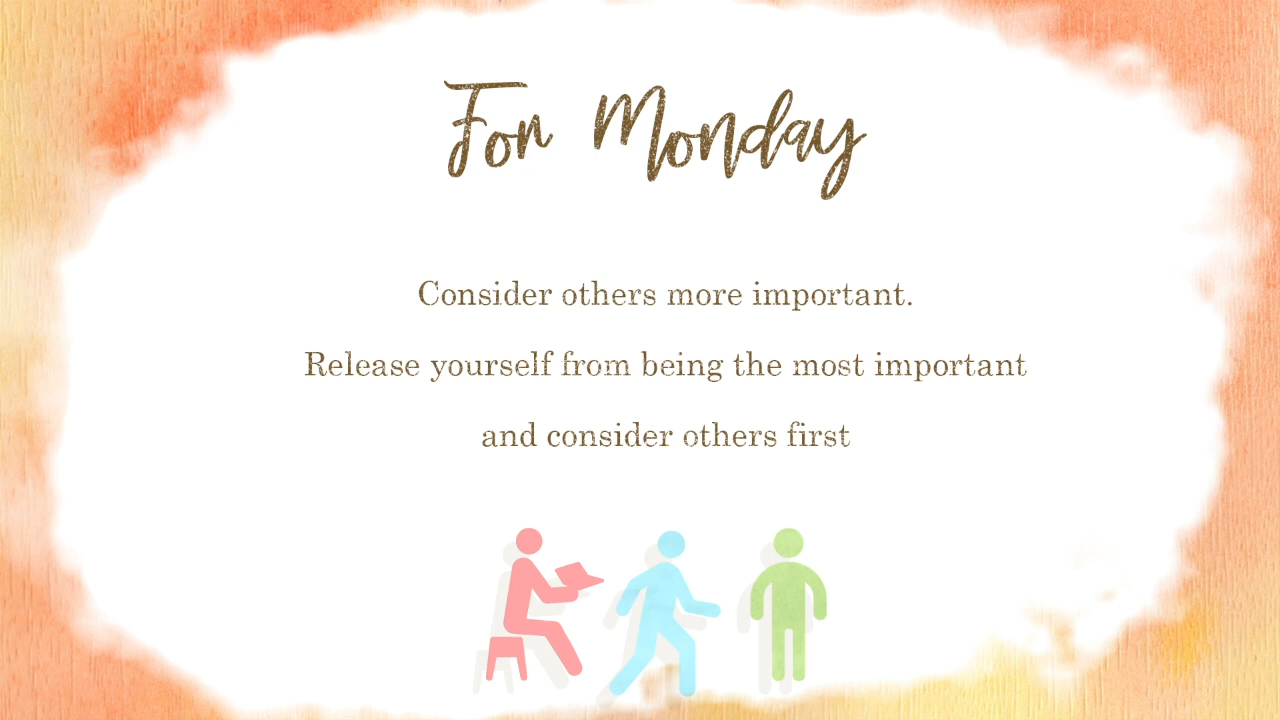 For Monday
Consider others more important.
Release yourself from being the most important
and consider others first